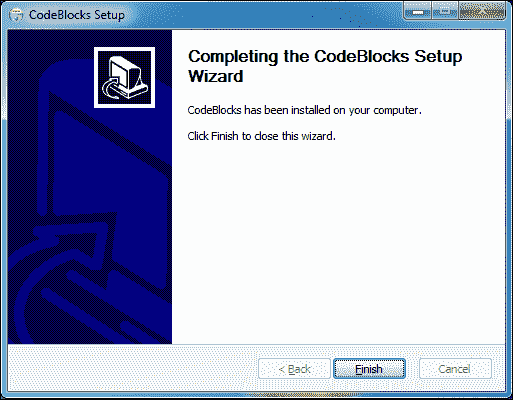 CodeBlocks Setup
Completing the CodeBlocks Setup
Wizard
CodeBlocks has been installed on your computer.
Click Finish to close this wizard.
< Back
Finish
Cancel